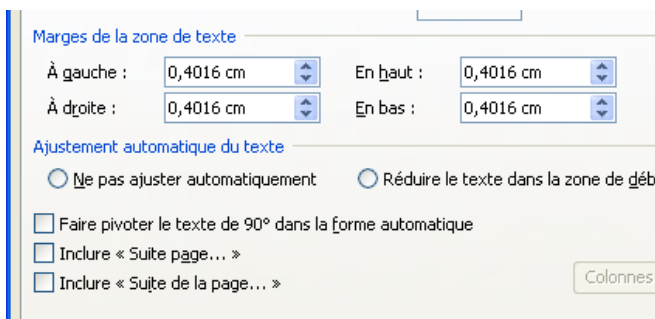 Marges de la zone de texte
À gauche : 0,4016 cm En haut : 0,4016 cm
À droite : 0,4016 cm En bas : 0,4016 cm
Ajustement automatique du texte
Ne pas ajuster automatiquement Réduire le texte dans la zone de déb
Faire pivoter le texte de 90° dans la forme automatique
Inclure « Suite page... »
Inclure « Suite de la page... »
Colonnes